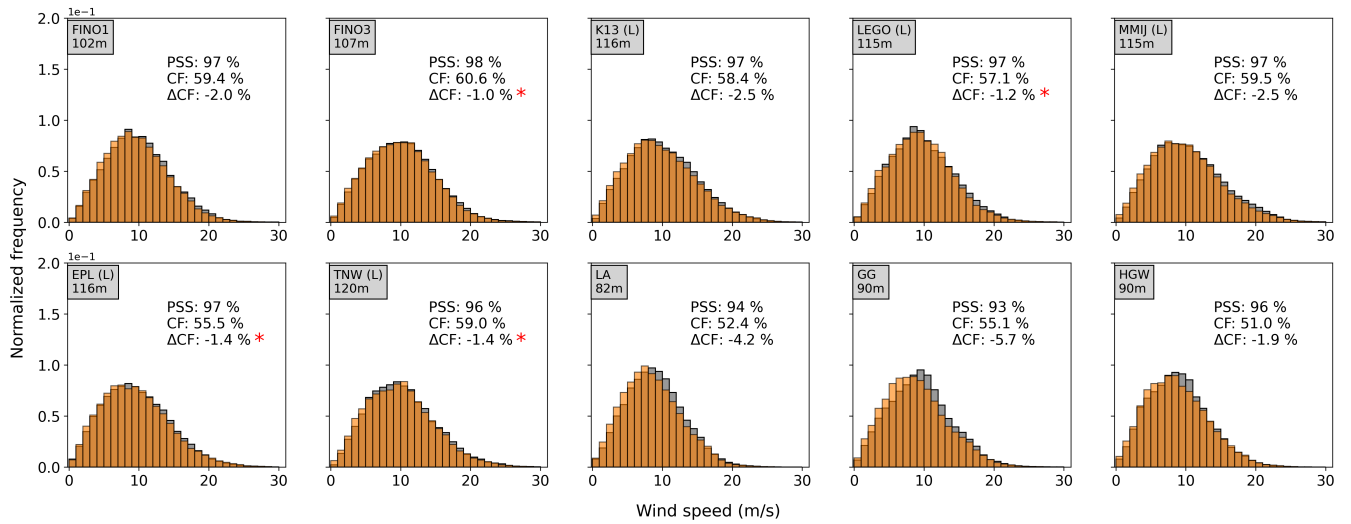 1e−1
2.0
1.5
1.0
0.5
0.0
0 10 20 30
FINO1
102m
PSS: 97 %
CF: 59.4 %
ΔCF: -2.0 %
0 10 20 30
FINO3
107m
PSS: 98 %
CF: 60.6 %
ΔCF: -1.0 % *
0 10 20 30
K13 (L)
116m
PSS: 97 %
CF: 58.4 %
ΔCF: -2.5 %
0 10 20 30
LEGO (L)
115m
PSS: 97 %
CF: 57.1 %
ΔCF: -1.2 % *
0 10 20 30
MMIJ (L)
115m
PSS: 97 %
CF: 59.5 %
ΔCF: -2.5 %
0 10 20 30
Normalized frequency
1e−1
2.0
1.5
1.0
0.5
0.0
EPL (L)
116m
PSS: 97 %
CF: 55.5 %
ΔCF: -1.4 % *
0 10 20 30
TNW (L)
120m
PSS: 96 %
CF: 59.0 %
ΔCF: -1.4 % *
0 10 20 30
LA
82m
PSS: 94 %
CF: 52.4 %
ΔCF: -4.2 %
0 10 20 30
GG
90m
PSS: 93 %
CF: 55.1 %
ΔCF: -5.7 %
0 10 20 30
HGW
90m
PSS: 96 %
CF: 51.0 %
ΔCF: -1.9 %
0 10 20 30
Wind speed (m/s)